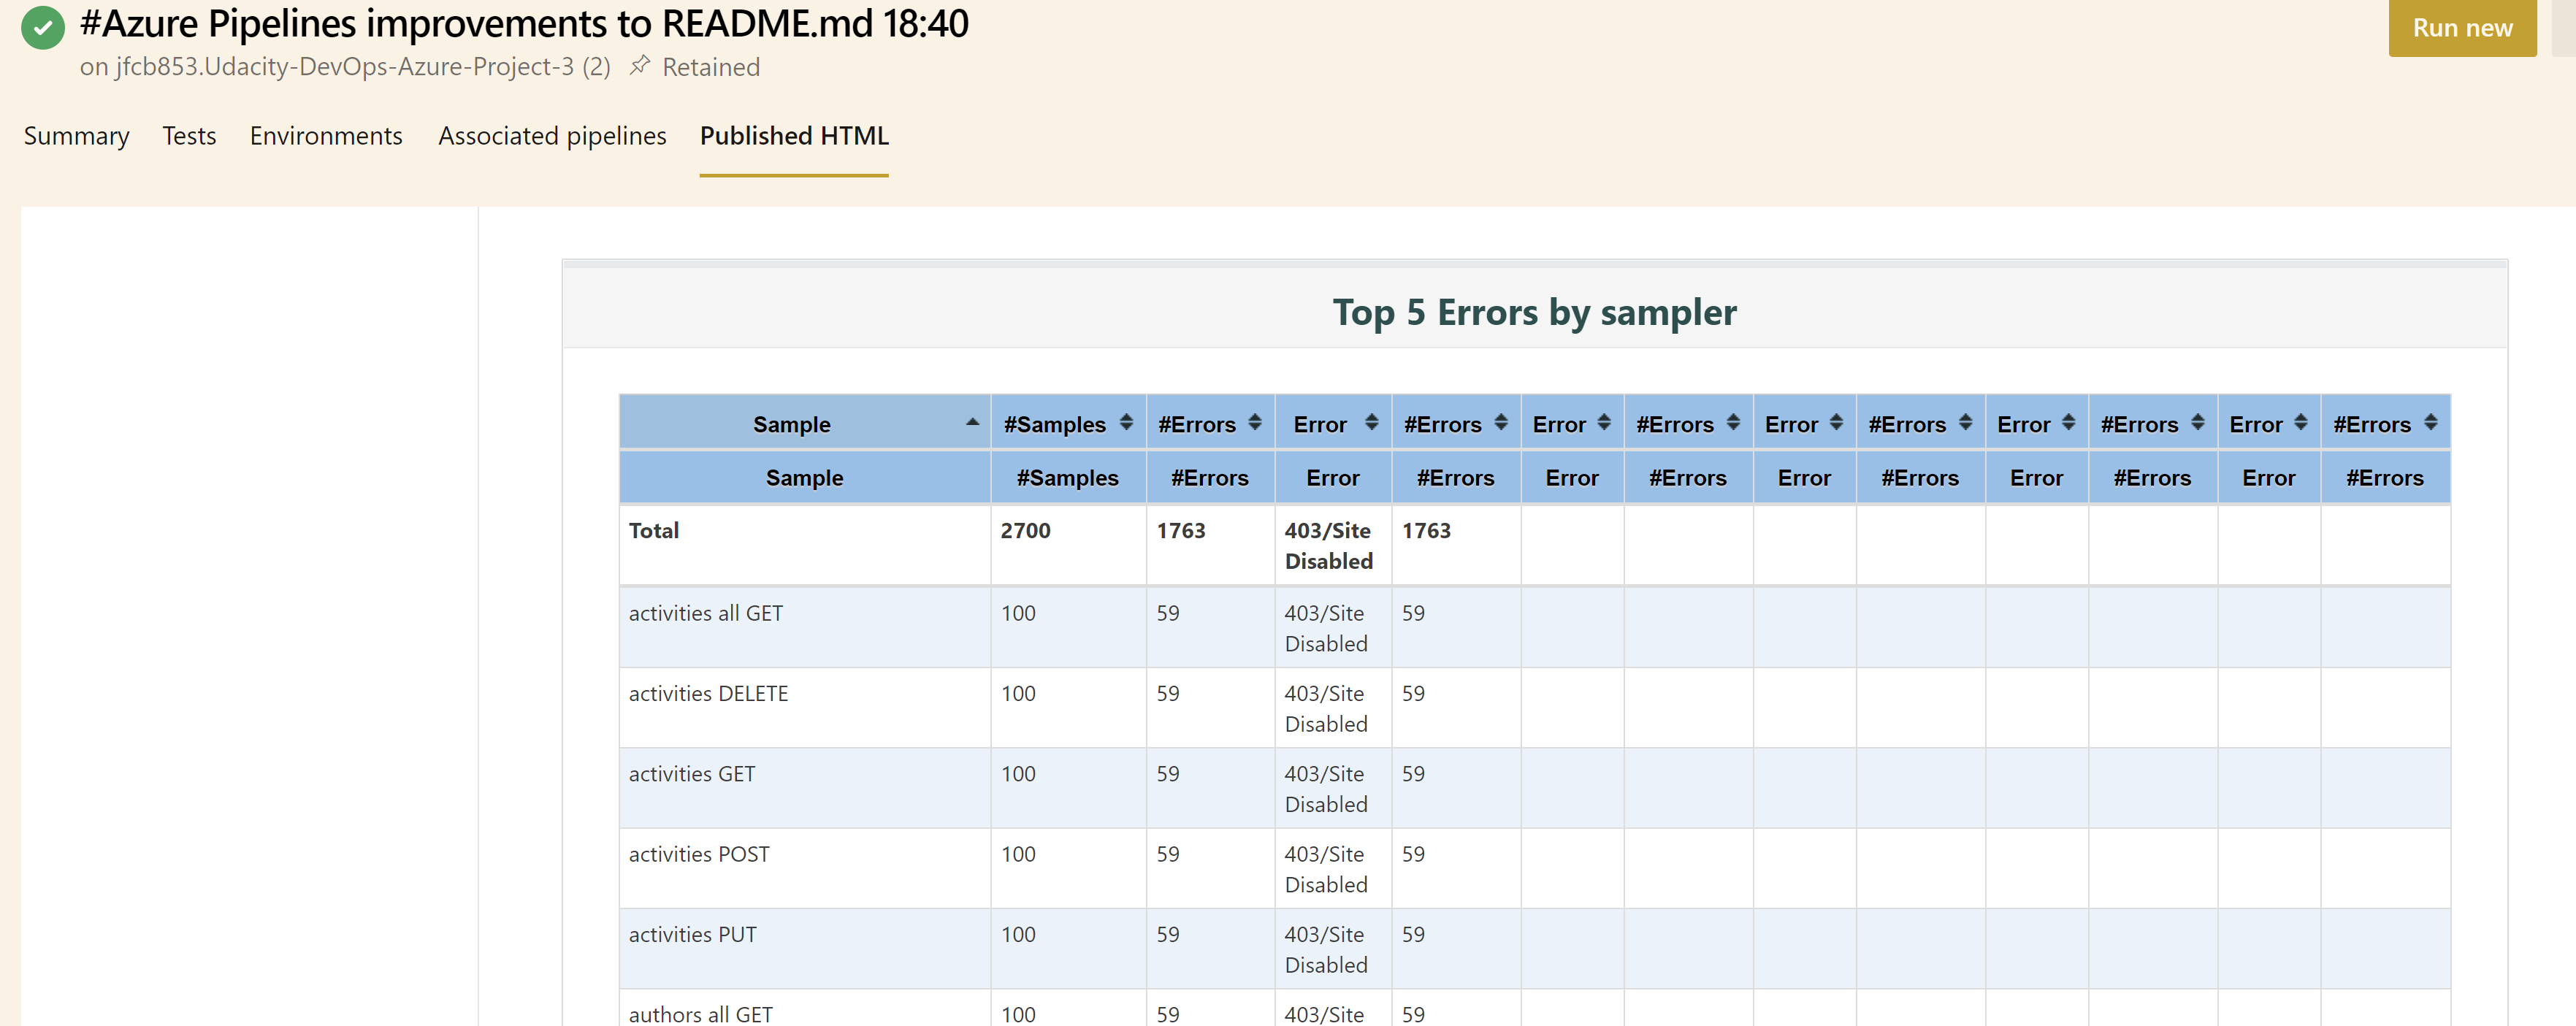 #Azure Pipelines improvements to README.md 18:40
Run new
on jfcb853.Udacity-DevOps-Azure-Project-3 (2) Retained
Summary Tests Environments Associated pipelines Published HTML
Top 5 Errors by sampler
Sample #Samples #Errors Error #Errors Error #Errors Error #Errors Error #Errors Error #Errors
Sample #Samples #Errors Error #Errors Error #Errors Error #Errors Error #Errors Error #Errors
Total 2700 1763 403/Site 1763
Disabled
activities all GET 100 59 403/Site 59
Disabled
activities DELETE 100 59 403/Site 59
Disabled
activities GET 100 59 403/Site 59
Disabled
activities POST 100 59 403/Site 59
Disabled
activities PUT 100 59 403/Site 59
Disabled
authors all GET 100 59 403/Site 59